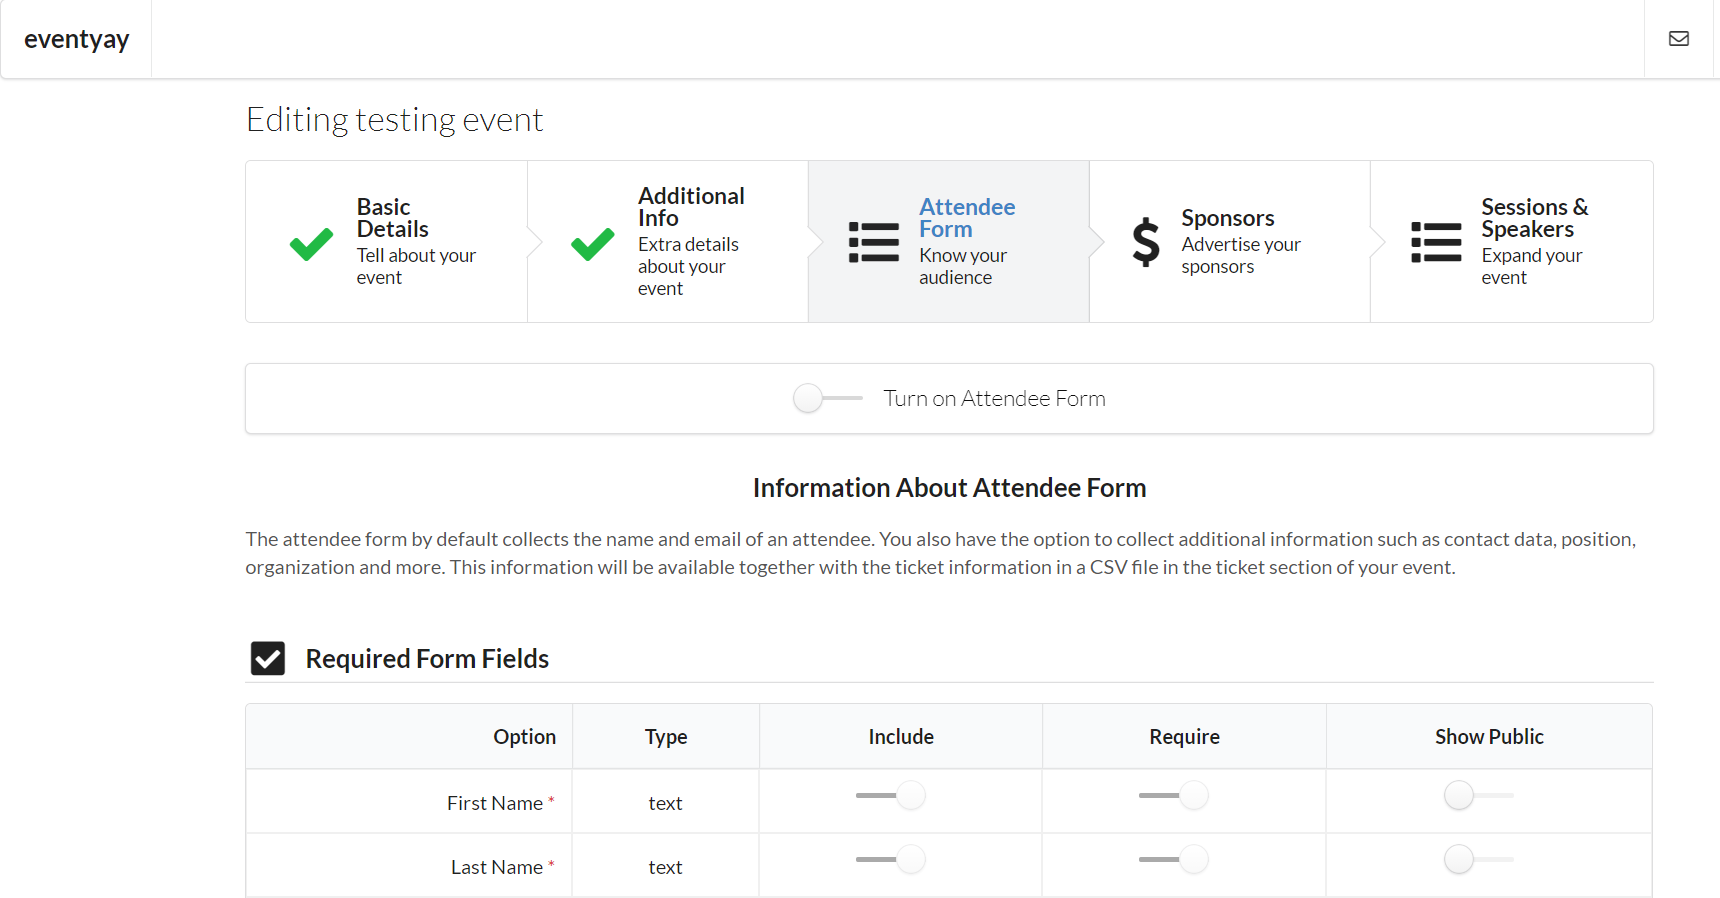 eventyay
Editing testing event
Basic
Details
Tell about your
event
Additional
Info
Extra details
about your
event
Attendee
Form
Know your
audience
Sponsors
Advertise your
sponsors
Sessions &
Speakers
Expand your
event
Turn on Attendee Form
Information About Attendee Form
The attendee form by default collects the name and email of an attendee. You also have the option to collect additional information such as contact data, position,
organization and more. This information will be available together with the ticket information in a CSV file in the ticket section of your event.
Required Form Fields
Option Type Include Require Show Public
First Name * text
Last Name * text